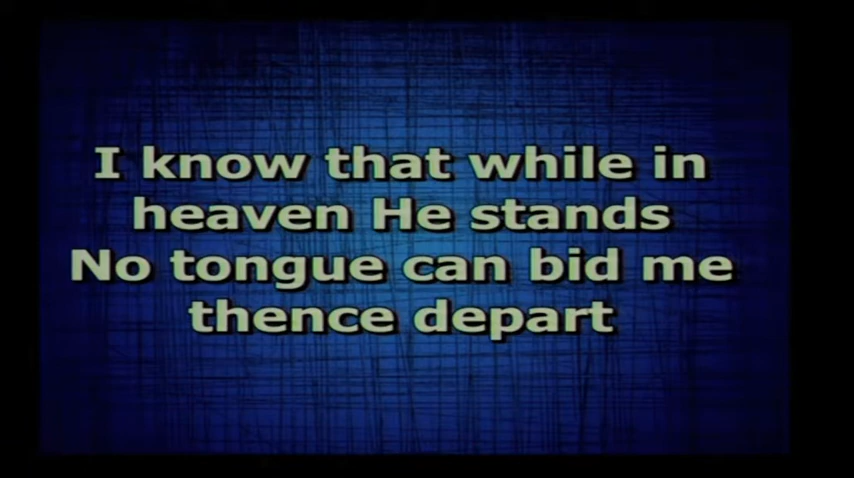 I know that while in
heaven He stands
No tongue can bid me
thence depart